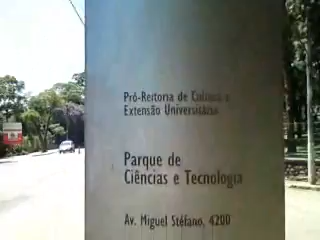 Pró-Reitoria de Cultura e
Extensão Universitária
Parque de
Ciências e Tecnologia
Av. Miguel Stéfano, 4200